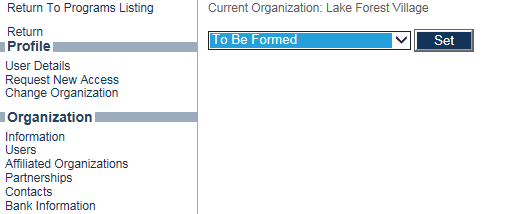 Return To Programs Listing
Return
Profile
User Details
Request New Access
Change Organization
Organization
Information
Users
Affiliated Organizations
Partnerships
Contacts
Bank Information
Current Organization: Lake Forest Village
To Be Formed
Set